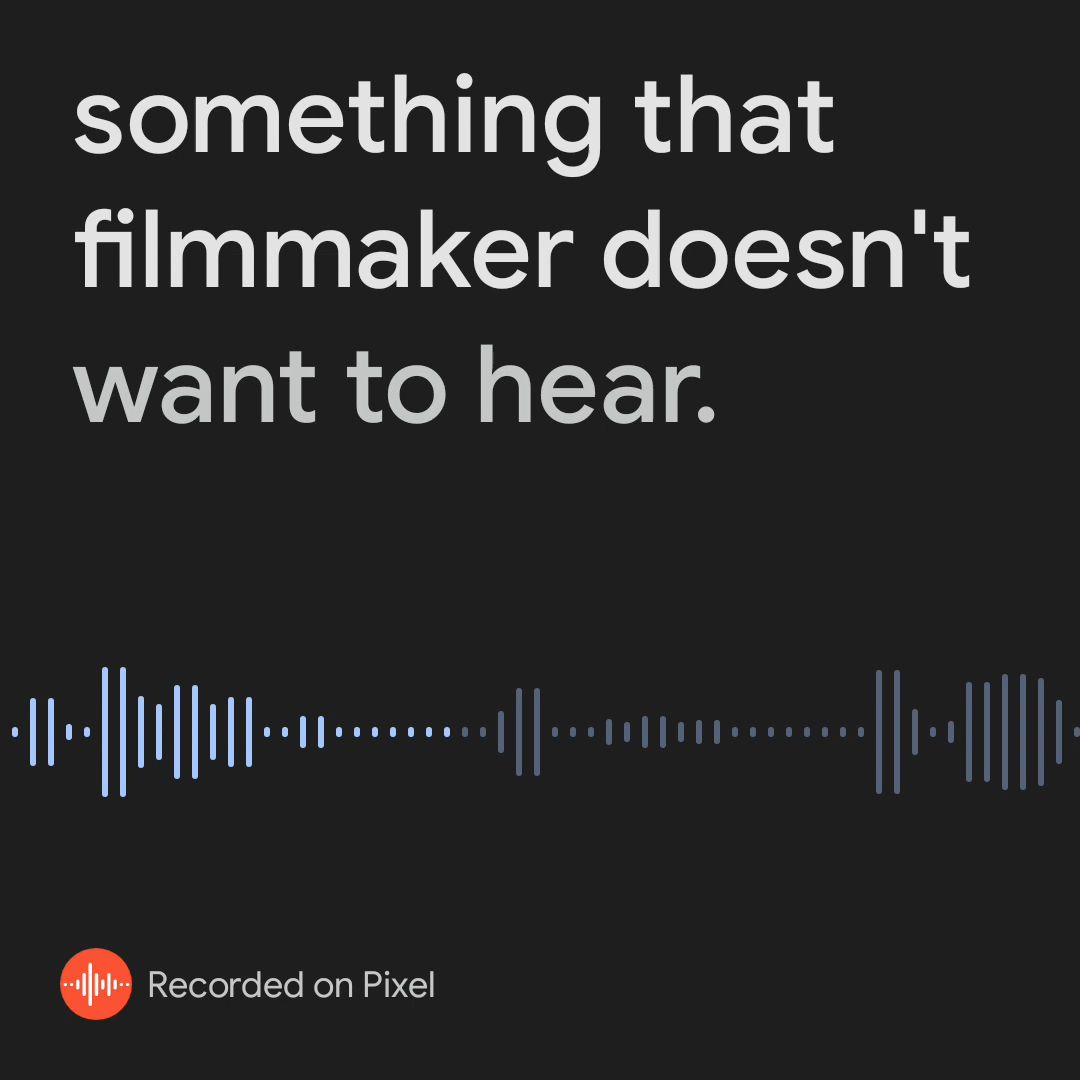 something that
filmmaker doesn't
want to hear.
Recorded on Pixel